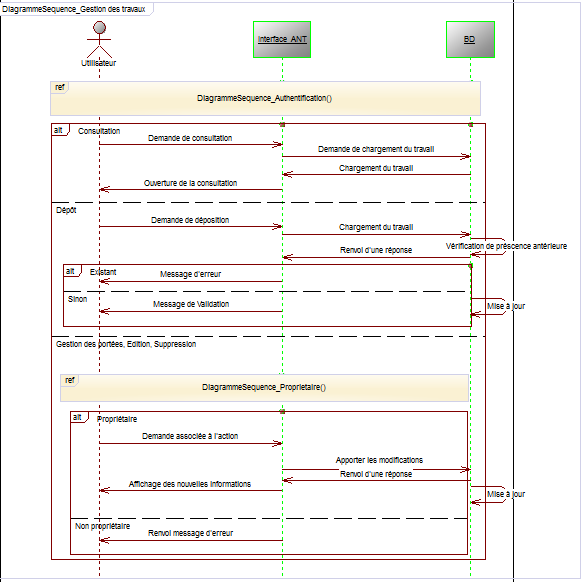 DiagrammeSequence_Gestion des travaux
Interface_ANT
BD
Utilisateur
ref
DiagrammeSequence_Authentification()
alt
Consultation
Demande de consultation
Demande de chargement du travail
Chargement du travail
Ouverture de la consultation
Dépôt
Demande de déposition
Chargement du travail
Vérification de préscence antérieure
Renvoi d'une réponse
alt
Existant
Message d'erreur
Sinon
Message de Validation
Mise à jour
Gestion des portées, Edition, Suppression
ref
DiagrammeSequence_Proprietaire()
alt
Propriétaire
Demande associée à l'action
Apporter les modifications
Renvoi d'une réponse
Affichage des nouvelles informations
Mise à jour
Non propriétaire
Renvoi message d'erreur